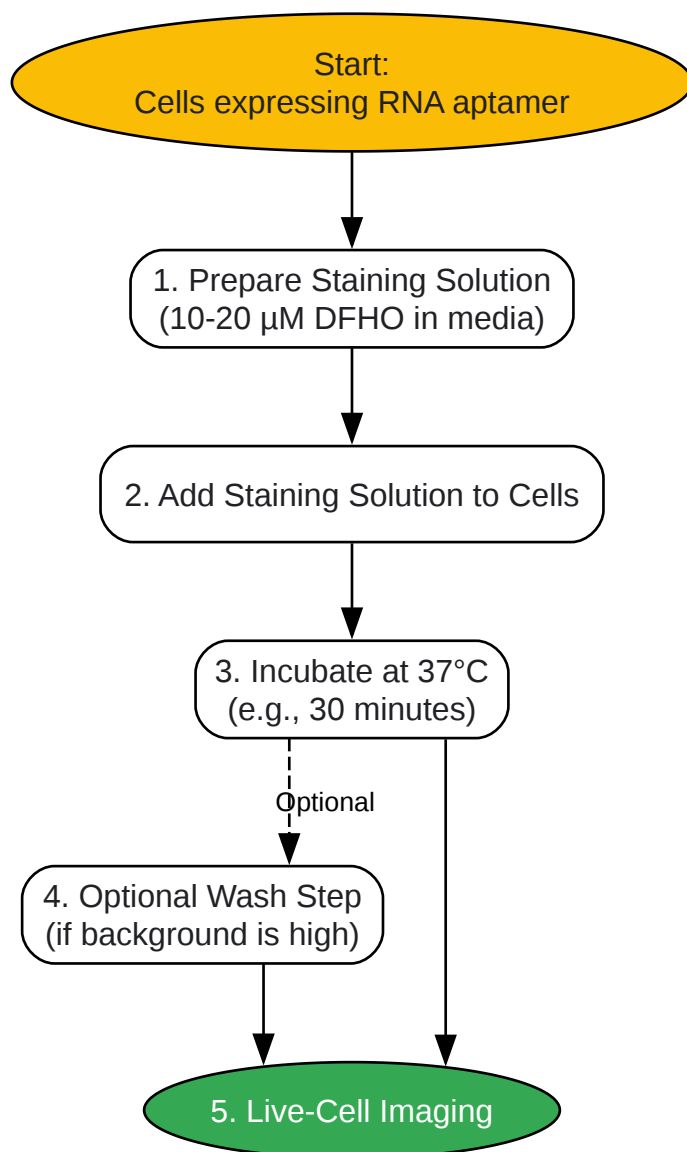 Start:
Cells expressing RNA aptamer
1. Prepare Staining Solution
(10-20 µM DFHO in media)
2. Add Staining Solution to Cells
3. Incubate at 37°C
(e.g., 30 minutes)
Optional
4. Optional Wash Step
(if background is high)
5. Live-Cell Imaging